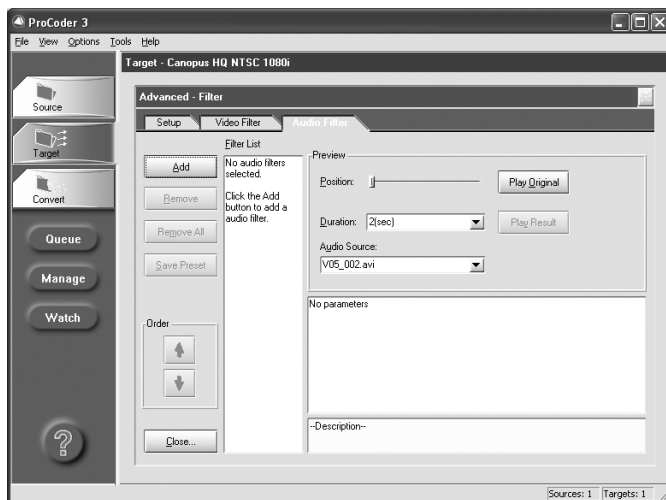 ProCoder 3
File View Options Tools Help
Target - Canopus HQ NTSC 1080i
Source
Target
Convert
Queue
Manage
Watch
?
Advanced - Filter
Setup
Video Filter
Audio Filter
Add
Remove
Remove All
Save Preset
Order
Close...
Filter List
No audio filters
selected.
Click the Add
button to add a
audio filter.
Preview
Position:
Play Original
Duration: 2(sec)
Play Result
Audio Source:
V05_002.avi
No parameters
--Description--
Sources: 1 Targets: 1